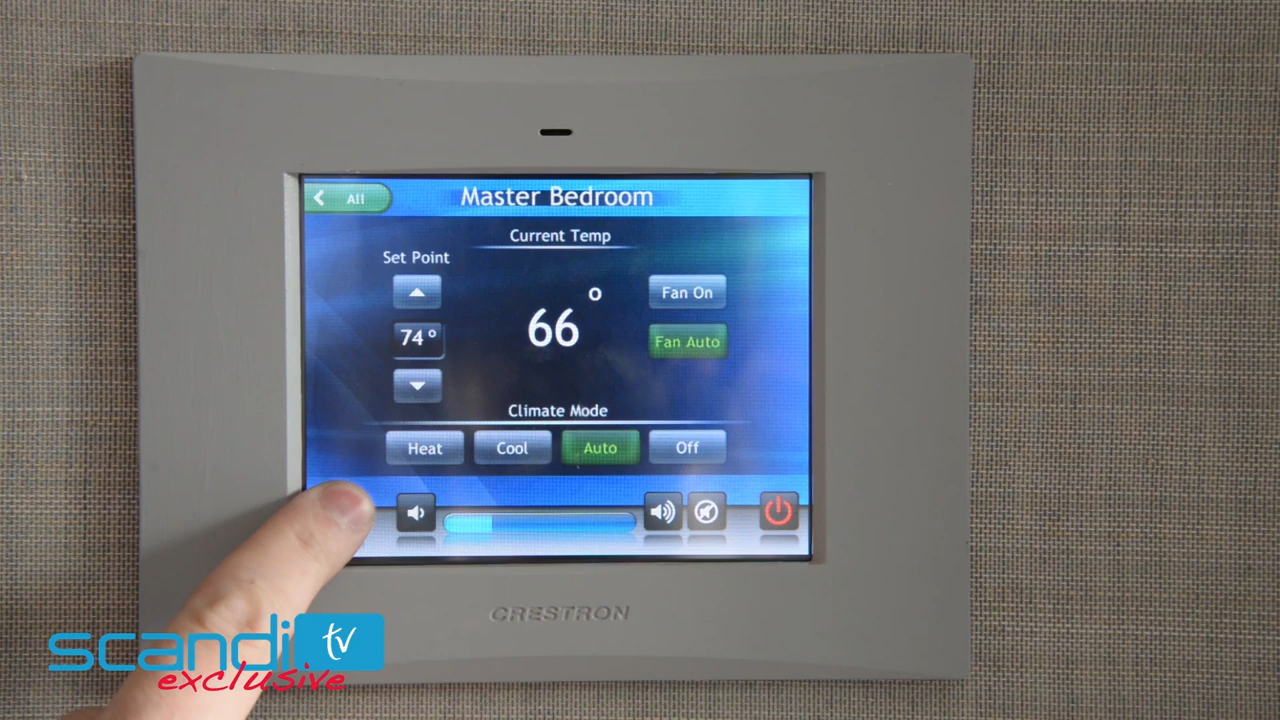 All
Master Bedroom
Current Temp
Set Point
66°
74°
Fan On
Fan Auto
Climate Mode
Heat Cool Auto Off
CRESTRON
scandi tv
exclusive